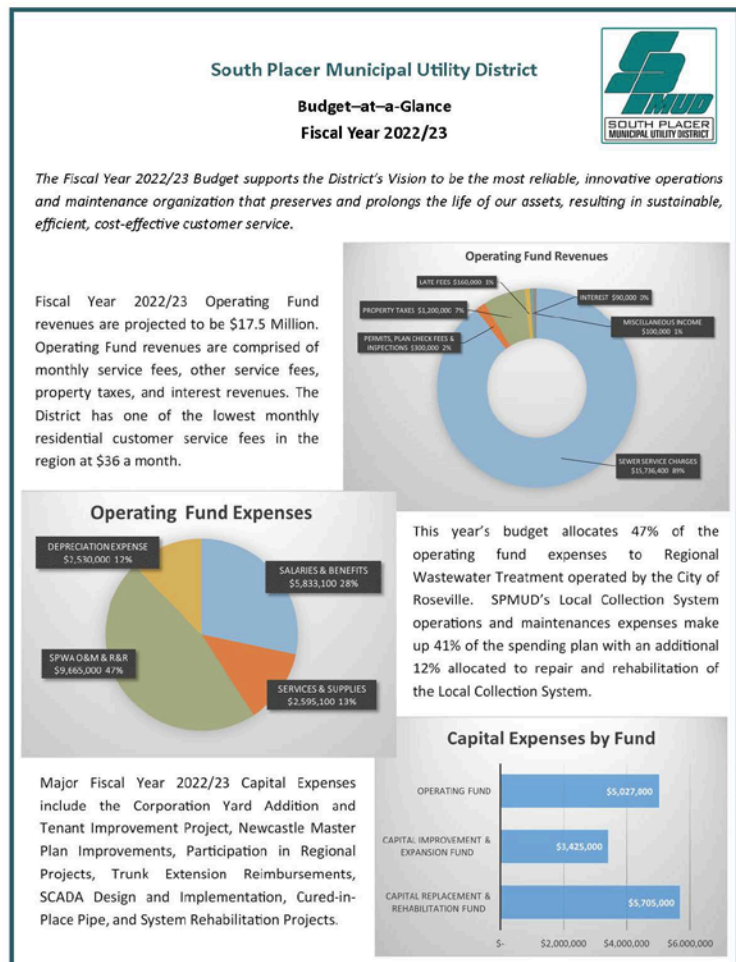 South Placer Municipal Utility District
Budget–at–a-Glance
Fiscal Year 2022/23
SPMUD
SOUTH PLACER
MUNICIPAL UTILITY DISTRICT
The Fiscal Year 2022/23 Budget supports the District's Vision to be the most reliable, innovative operations
and maintenance organization that preserves and prolongs the life of our assets, resulting in sustainable,
efficient, cost-effective customer service.
Fiscal Year 2022/23 Operating Fund
revenues are projected to be $17.5 Million.
Operating Fund revenues are comprised of
monthly service fees, other service fees,
property taxes, and interest revenues. The
District has one of the lowest monthly
residential customer service fees in the
region at $36 a month.
Operating Fund Revenues
LATE FEES $160,000 1%
INTEREST $90,000 0%
PROPERTY TAXES $1,200,000 7%
MISCELLANEOUS INCOME
$100,000 1%
PERMITS, PLAN CHECK FEES &
INSPECTIONS $300,000 2%
SEWER SERVICE CHARGES
$15,736,400 89%
Operating Fund Expenses
DEPRECIATION EXPENSE
$2,530,000 12%
SALARIES & BENEFITS
$5,833,100 28%
SPWA O&M & R&R
$9,665,000 47%
SERVICES & SUPPLIES
$2,595,100 13%
This year's budget allocates 47% of the
operating fund expenses to Regional
Wastewater Treatment operated by the City of
Roseville. SPMUD's Local Collection System
operations and maintenances expenses make
up 41% of the spending plan with an additional
12% allocated to repair and rehabilitation of
the Local Collection System.
Major Fiscal Year 2022/23 Capital Expenses
include the Corporation Yard Addition and
Tenant Improvement Project, Newcastle Master
Plan Improvements, Participation in Regional
Projects, Trunk Extension Reimbursements,
SCADA Design and Implementation, Cured-in-
Place Pipe, and System Rehabilitation Projects.
Capital Expenses by Fund
OPERATING FUND
$5,027,000
CAPITAL IMPROVEMENT &
EXPANSION FUND
$3,425,000
CAPITAL REPLACEMENT &
REHABILITATION FUND
$5,705,000
$- $2,000,000 $4,000,000 $6,000,000